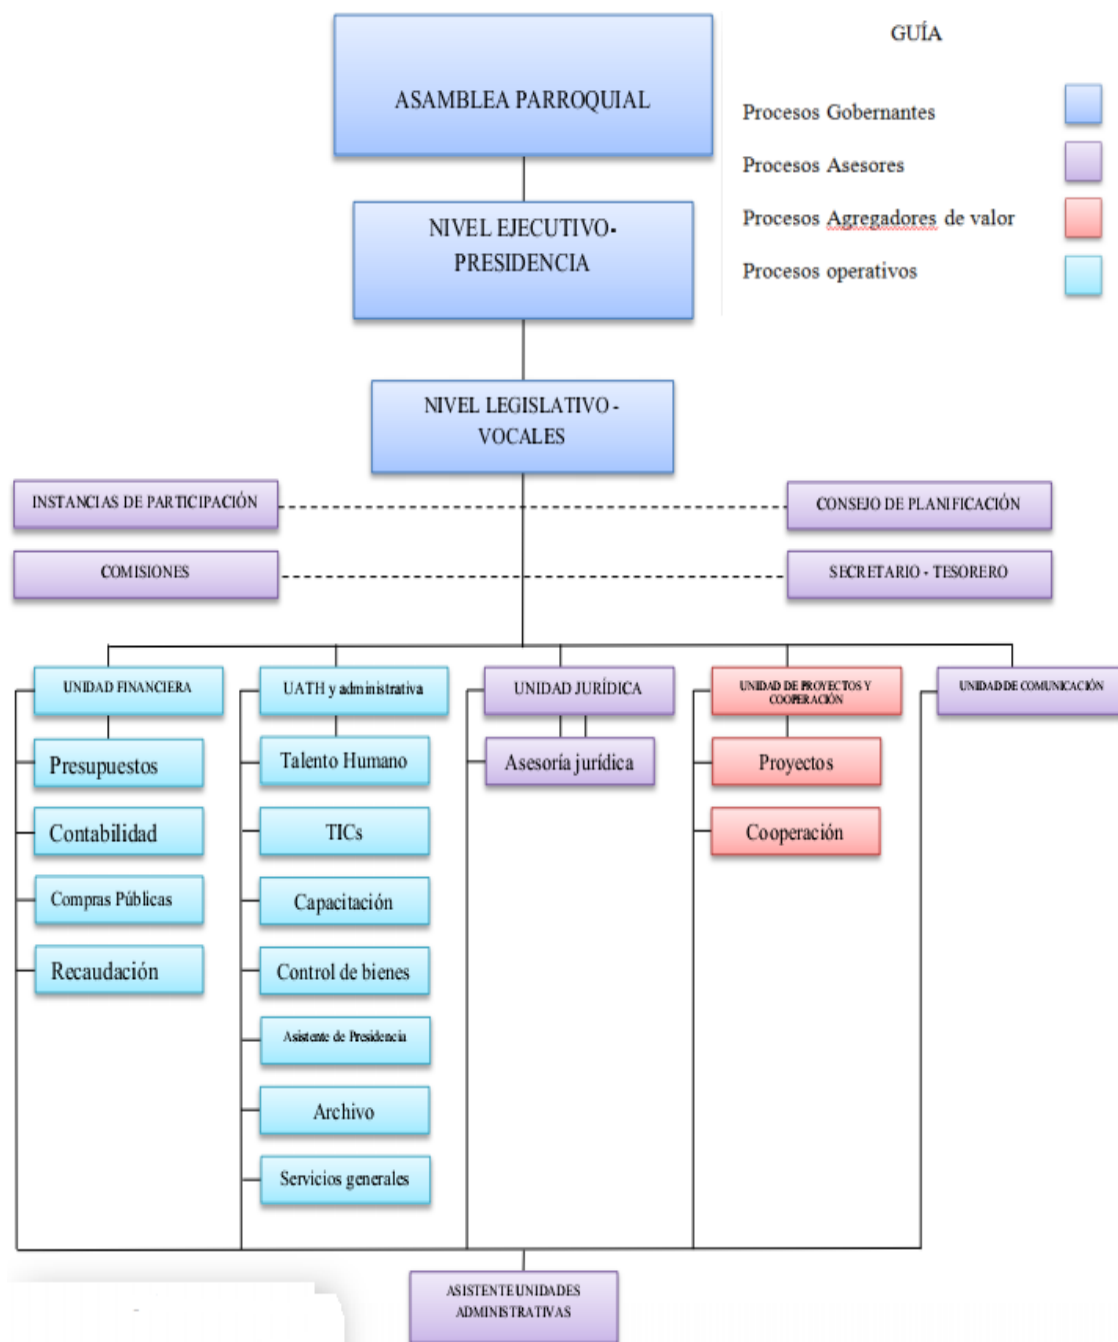 GUÍA
Procesos Gobernantes
Procesos Asesores
Procesos Agregadores de valor
Procesos operativos
ASAMBLEA PARROQUIAL
NIVEL EJECUTIVO-
PRESIDENCIA
NIVEL LEGISLATIVO -
VOCALES
INSTANCIAS DE PARTICIPACIÓN
CONSEJO DE PLANIFICACIÓN
COMISIONES
SECRETARIO - TESORERO
UNIDAD FINANCIERA
Presupuestos
Contabilidad
Compras Públicas
Recaudación
UATH y administrativa
Talento Humano
TICs
Capacitación
Control de bienes
Asistente de Presidencia
Archivo
Servicios generales
UNIDAD JURÍDICA
Asesoría jurídica
UNIDAD DE PROYECTOS Y
COOPERACIÓN
Proyectos
Cooperación
UNIDAD DE COMUNICACIÓN
ASISTENTE UNIDADES
ADMINISTRATIVAS